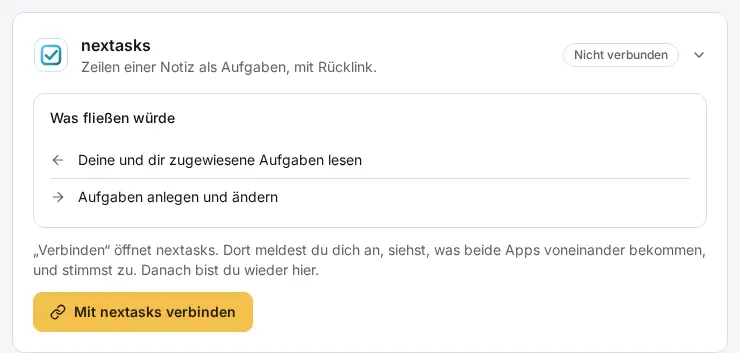 nextasks
Zeilen einer Notiz als Aufgaben, mit Rücklink.
Nicht verbunden
Was fließen würde
Deine und dir zugewiesene Aufgaben lesen
Aufgaben anlegen und ändern
„Verbinden“ öffnet nextasks. Dort meldest du dich an, siehst, was beide Apps voneinander bekommen,
und stimmst zu. Danach bist du wieder hier.
Mit nextasks verbinden